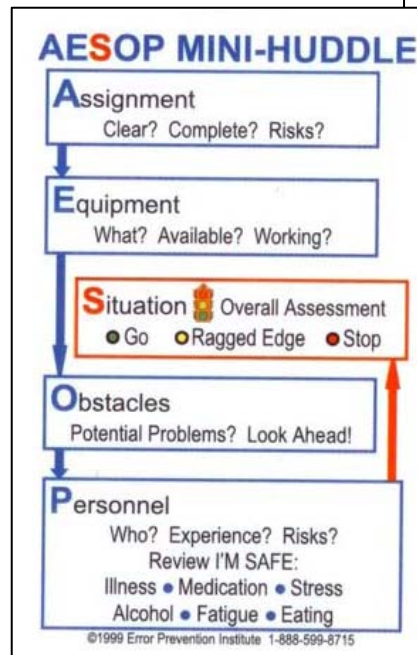 AESOP MINI-HUDDLE
Assignment
Clear? Complete? Risks?
Equipment
What? Available? Working?
Situation Overall Assessment
Go Ragged Edge Stop
Obstacles
Potential Problems? Look Ahead!
Personnel
Who? Experience? Risks?
Review I'M SAFE:
Illness • Medication • Stress
Alcohol • Fatigue • Eating
©1999 Error Prevention Institute 1-888-599-8715